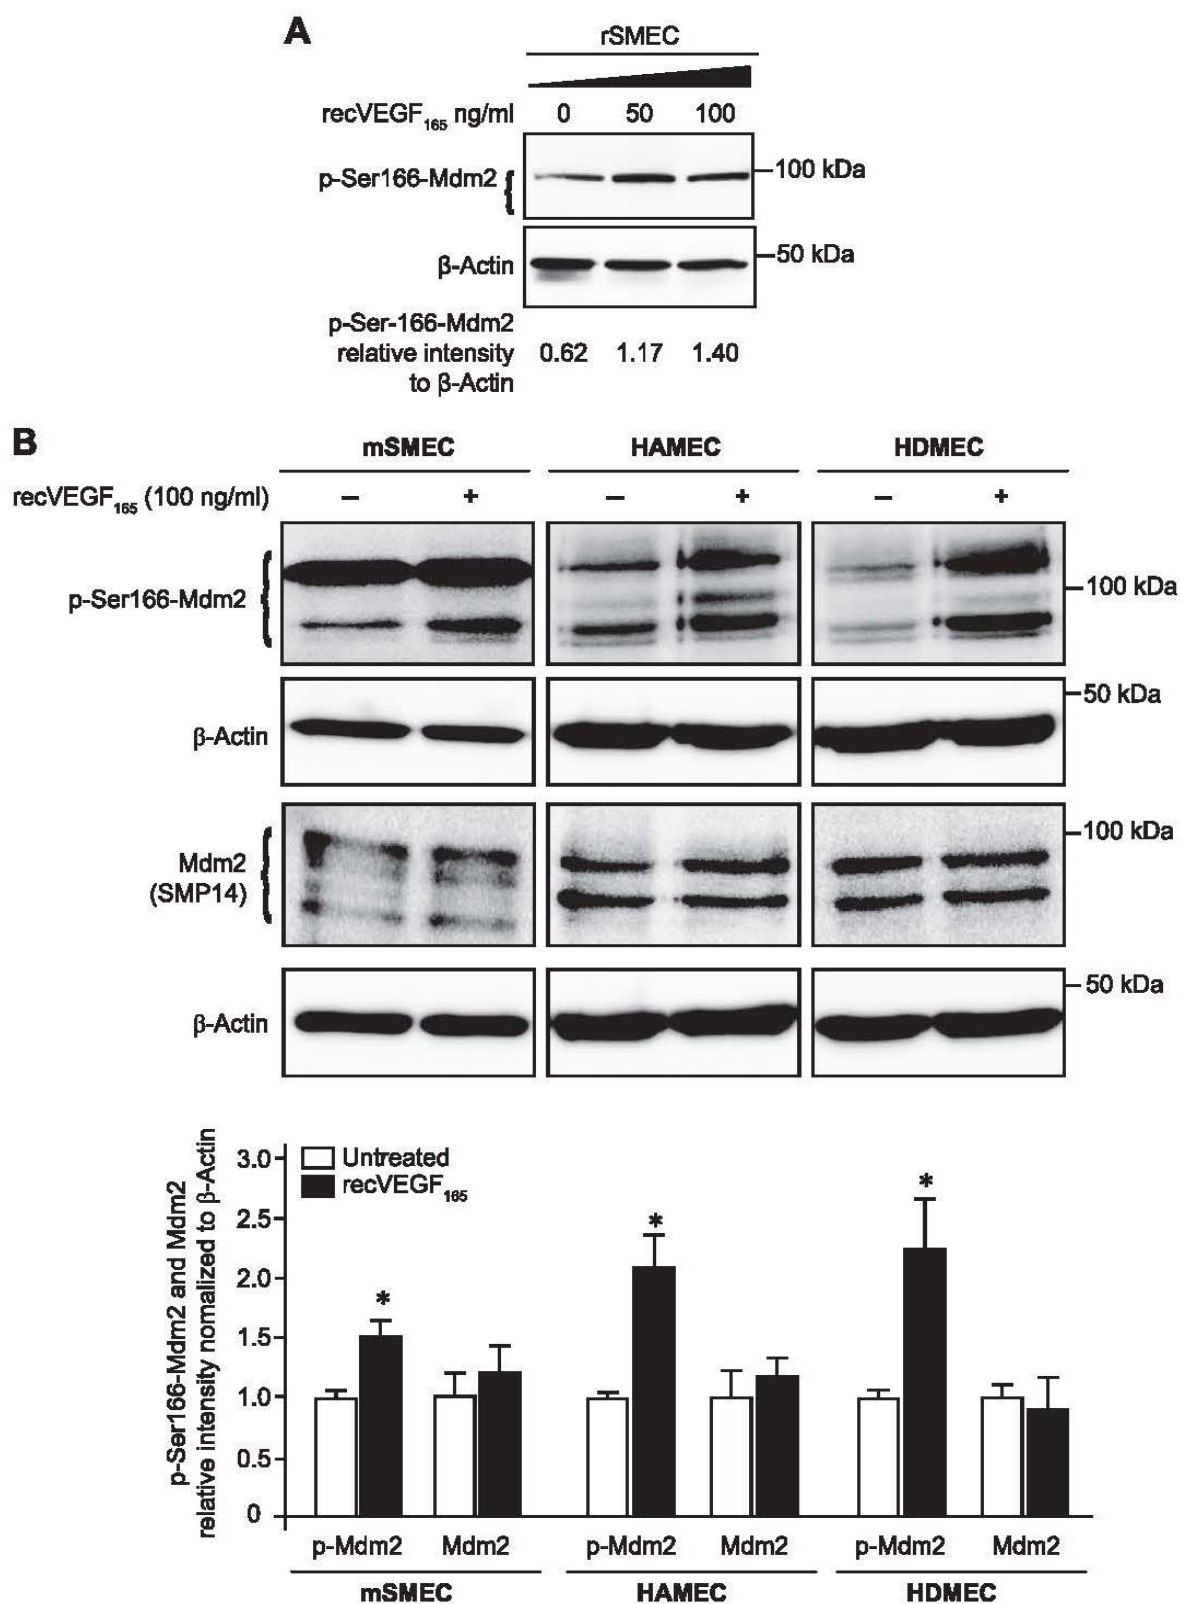 A
rSMEC
recVEGF165 ng/ml 0 50 100
p-Ser166-Mdm2
100 kDa
β-Actin
50 kDa
p-Ser-166-Mdm2
relative intensity 0.62 1.17 1.40
to β-Actin
B
mSMEC HAMEC HDMEC
recVEGF165 (100 ng/ml) – + – + – +
p-Ser166-Mdm2
100 kDa
50 kDa
β-Actin
100 kDa
Mdm2
(SMP14)
50 kDa
β-Actin
p-Ser166-Mdm2 and Mdm2
relative intensity nomalized to β-Actin
3.0
2.5
2.0
1.5
1.0
0.5
0
Untreated
recVEGF165
* * *
p-Mdm2 Mdm2 p-Mdm2 Mdm2 p-Mdm2 Mdm2
mSMEC HAMEC HDMEC